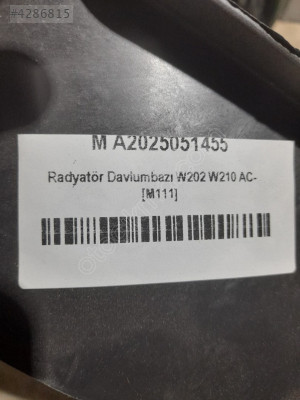 #4286815
M A2025051455
Radyatör Davlumbazı W202 W210 AC-
[M111]